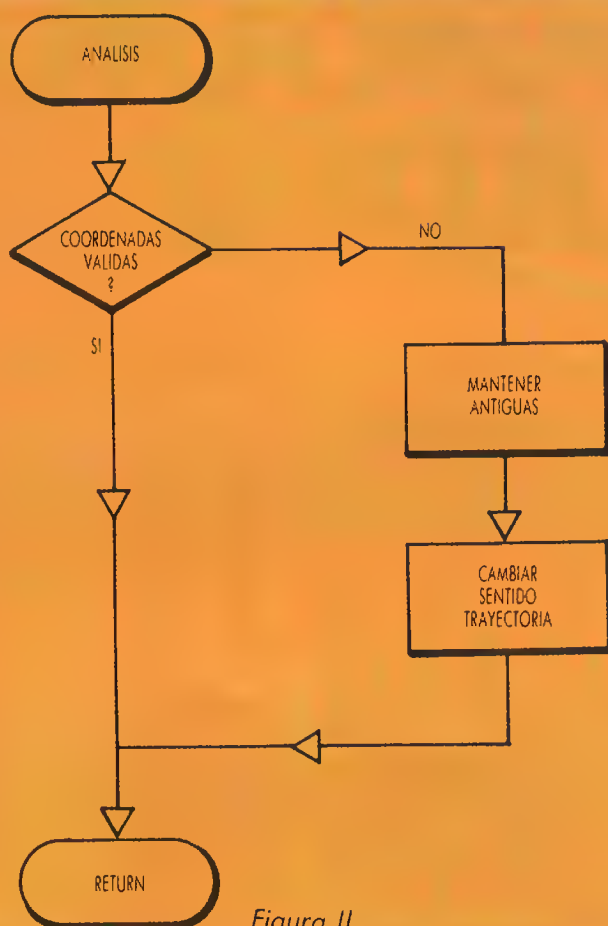 ANALISIS
COORDENADAS
VALIDAS
?
NO
SI
MANTENER
ANTIGUAS
CAMBIAR
SENTIDO
TRAYECTORIA
RETURN
Figura II